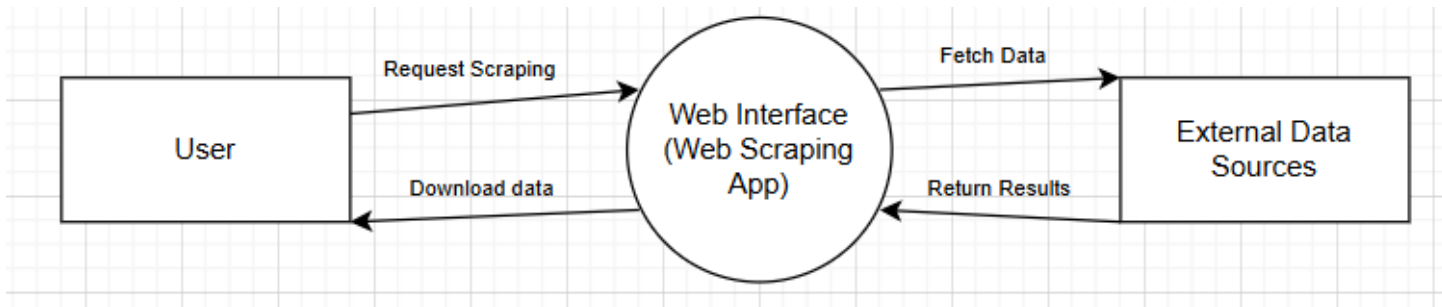 Request Scraping
Fetch Data
User
Web Interface
(Web Scraping
App)
External Data
Sources
Download data
Return Results